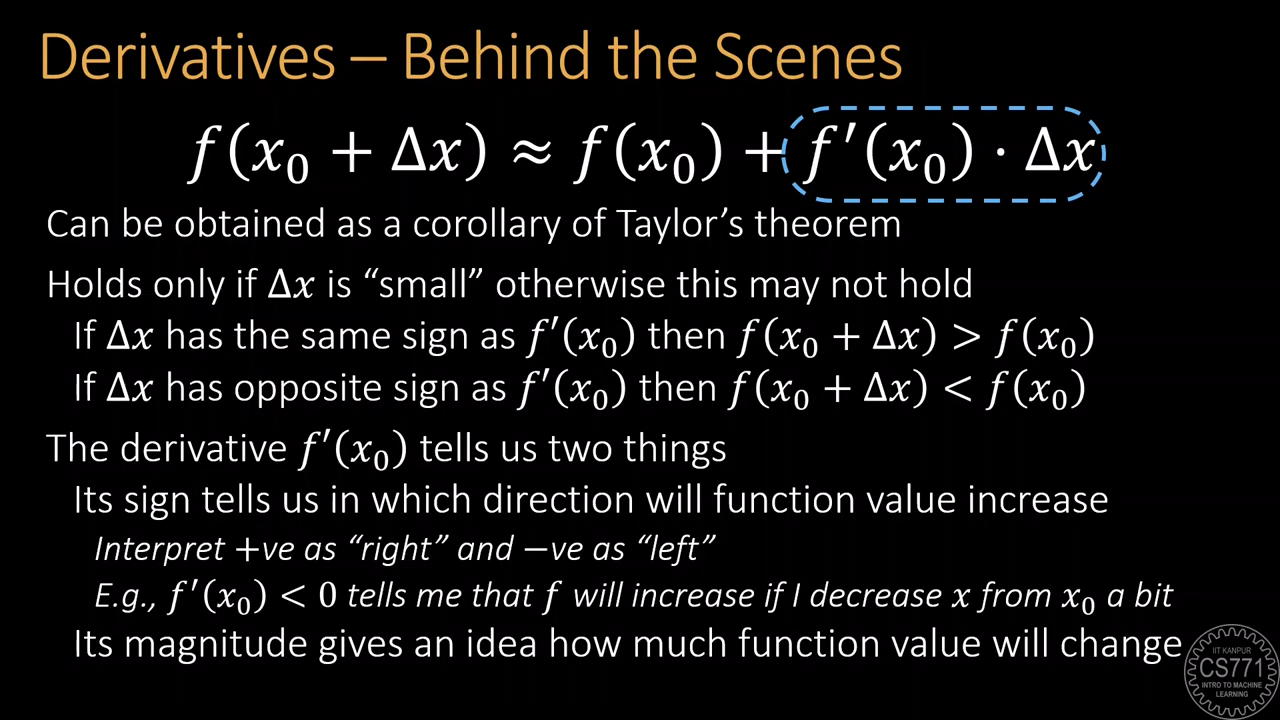 Derivatives – Behind the Scenes
f(x₀ + Δx) ≈ f(x₀) + f′(x₀) · Δx
Can be obtained as a corollary of Taylor’s theorem
Holds only if Δx is “small” otherwise this may not hold
If Δx has the same sign as f′(x₀) then f(x₀ + Δx) > f(x₀)
If Δx has opposite sign as f′(x₀) then f(x₀ + Δx) < f(x₀)
The derivative f′(x₀) tells us two things
Its sign tells us in which direction will function value increase
Interpret +ve as “right” and −ve as “left”
E.g., f′(x₀) < 0 tells me that f will increase if I decrease x from x₀ a bit
Its magnitude gives an idea how much function value will change
IIT KANPUR
CS771
INTRO TO MACHINE
LEARNING